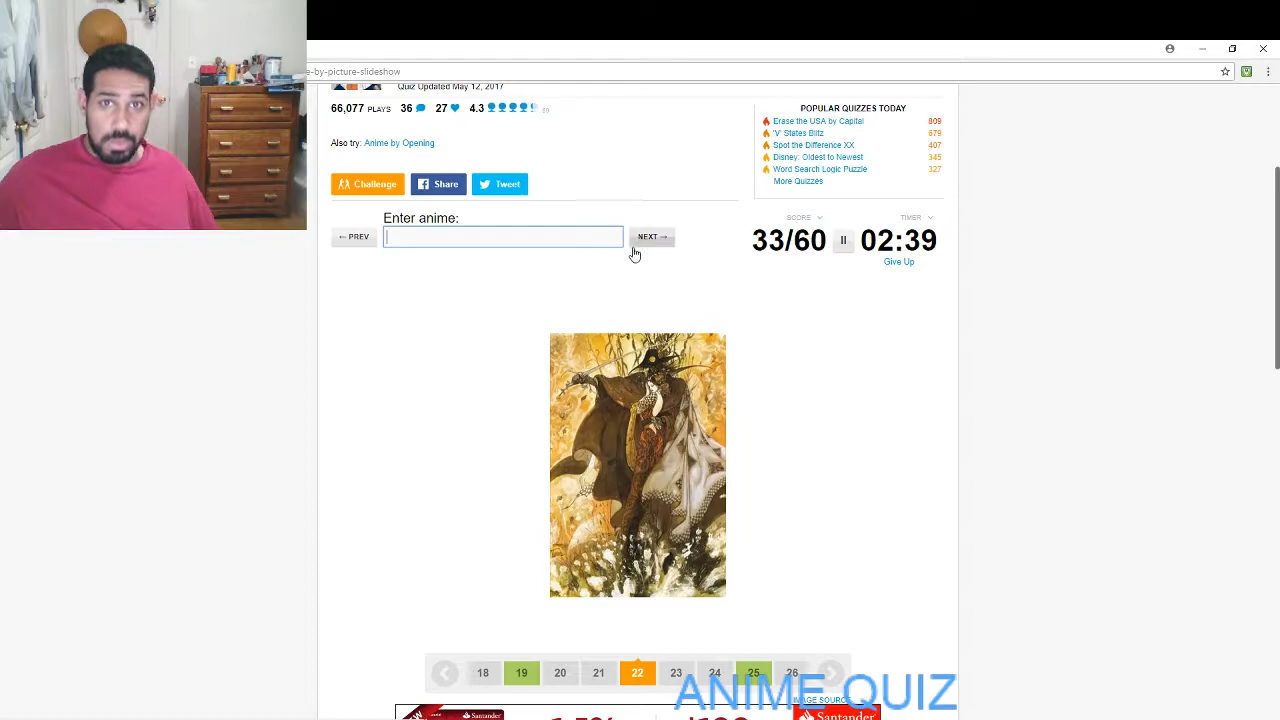 e-by-picture-slideshow
Quiz Updated May 12, 2017
66,077 PLAYS 36 27 4.3
Also try: Anime by Opening
Challenge Share Tweet
POPULAR QUIZZES TODAY
Erase the USA by Capital 809
'V' States Blitz 679
Spot the Difference XX 407
Disney: Oldest to Newest 345
Word Search Logic Puzzle 327
More Quizzes
Enter anime:
← PREV
NEXT →
SCORE
TIMER
33/60
02:39
Give Up
18 19 20 21 22 23 24 25 26
ANIME QUIZ
IMAGE SOURCE
Santander
Santander